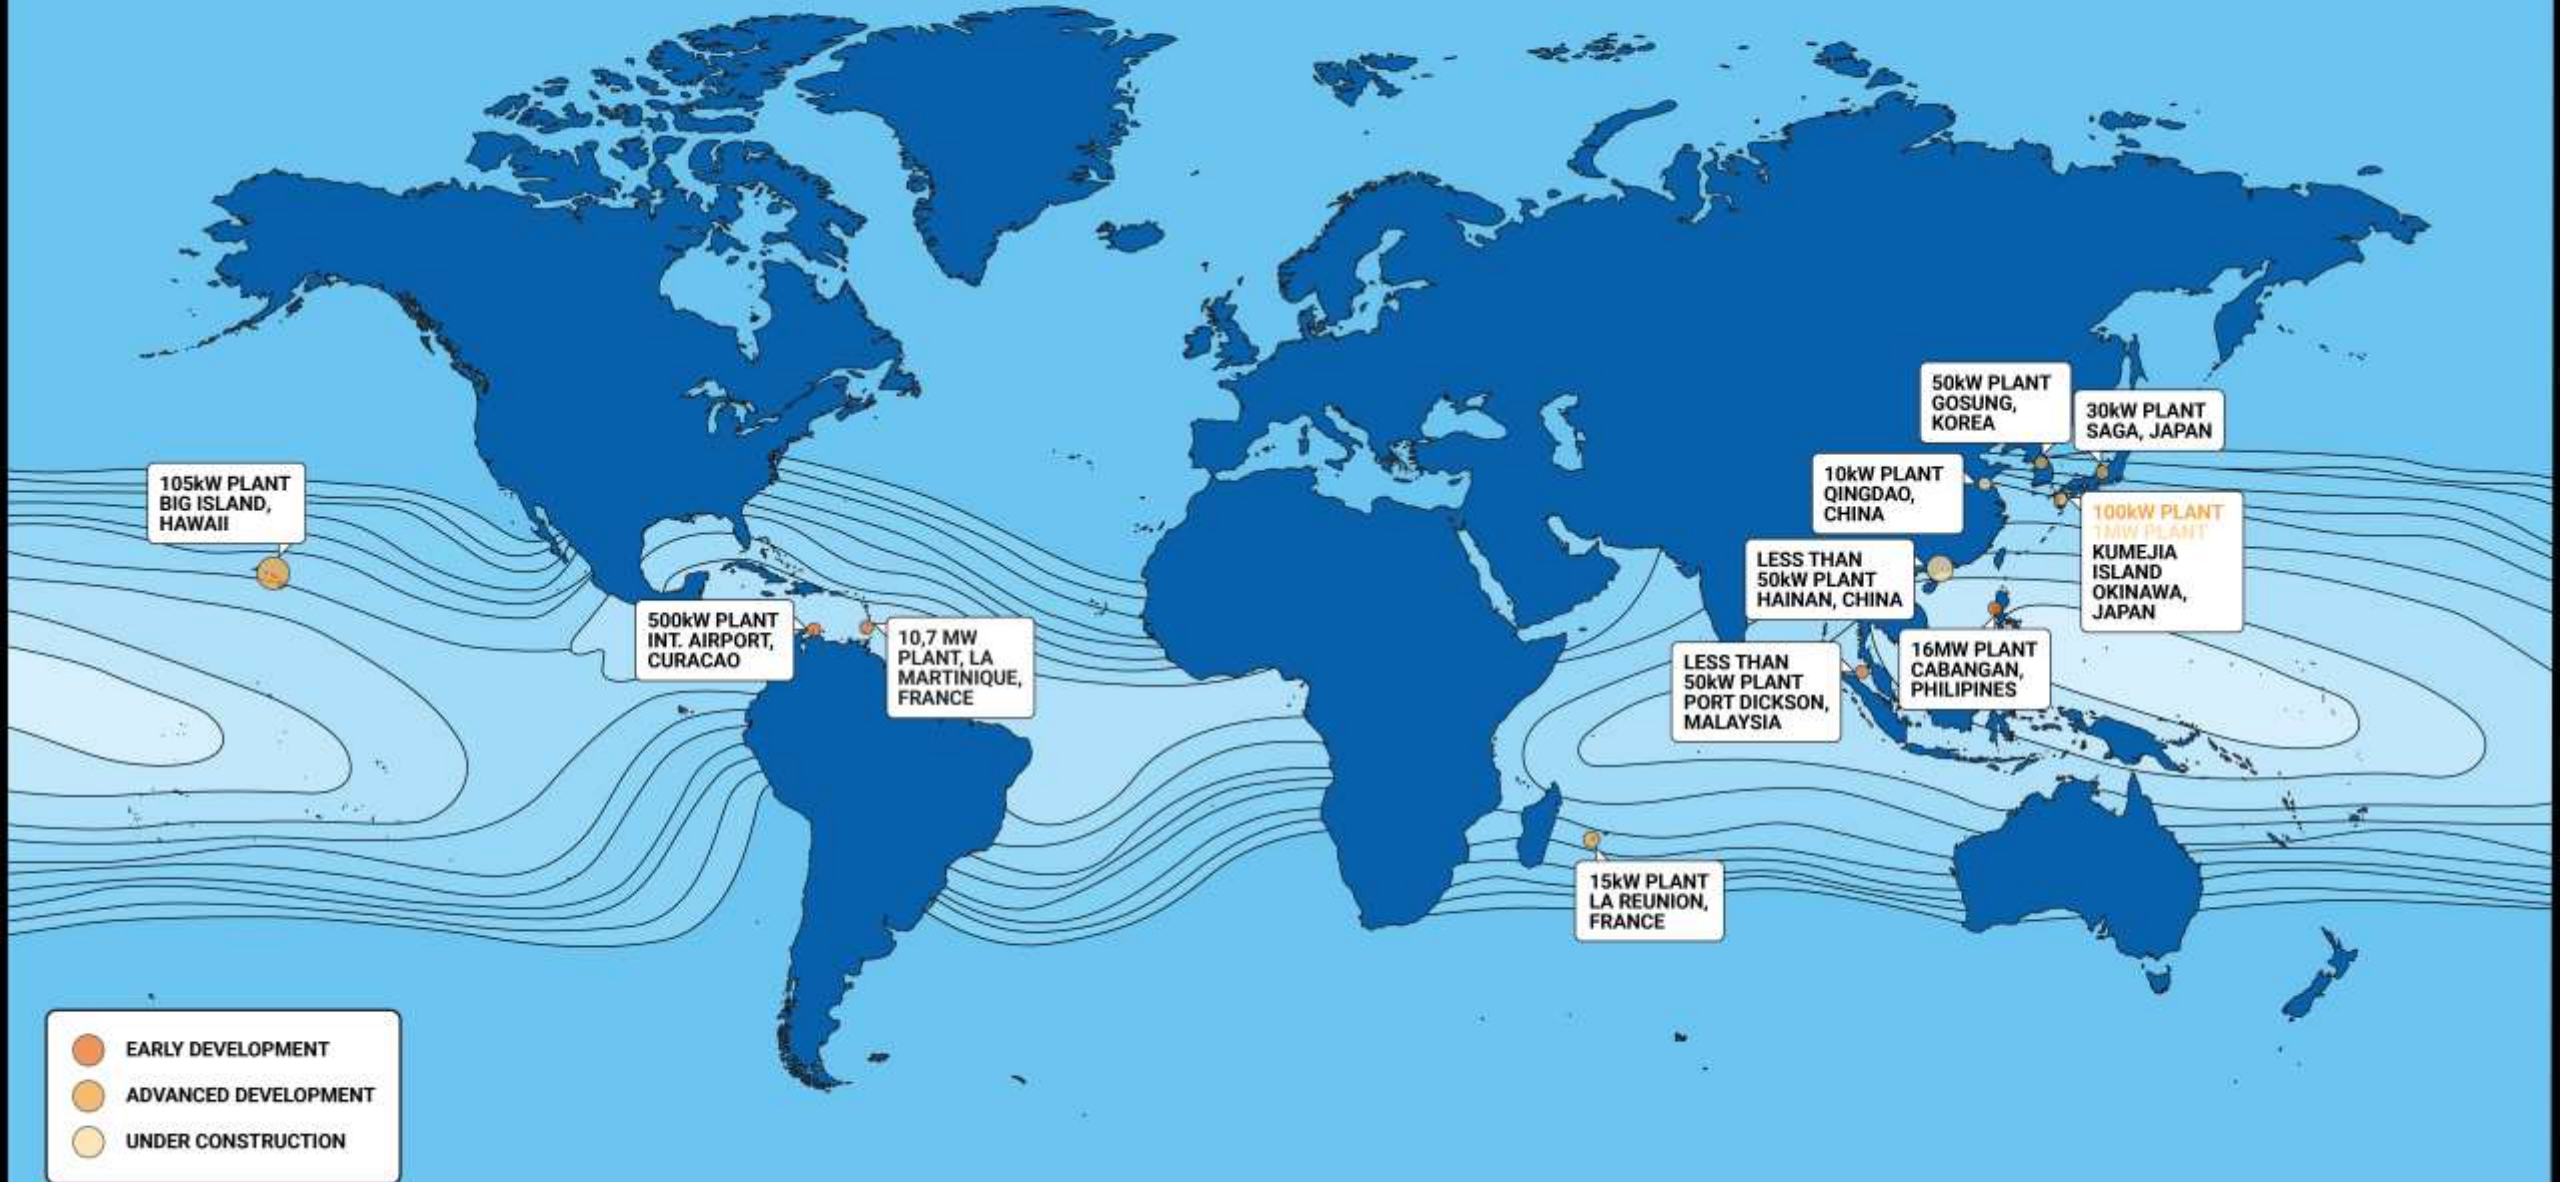 50kW PLANT
GOSUNG,
KOREA
30kW PLANT
SAGA, JAPAN
105kW PLANT
BIG ISLAND,
HAWAII
10kW PLANT
QINGDAO,
CHINA
100kW PLANT
1MW PLANT
KUMEJIA
ISLAND
OKINAWA,
JAPAN
LESS THAN
50kW PLANT
HAINAN, CHINA
500kW PLANT
INT. AIRPORT,
CURACAO
10,7 MW
PLANT, LA
MARTINIQUE,
FRANCE
LESS THAN
50kW PLANT
PORT DICKSON,
MALAYSIA
16MW PLANT
CABANGAN,
PHILIPINES
15kW PLANT
LA REUNION,
FRANCE
EARLY DEVELOPMENT
ADVANCED DEVELOPMENT
UNDER CONSTRUCTION